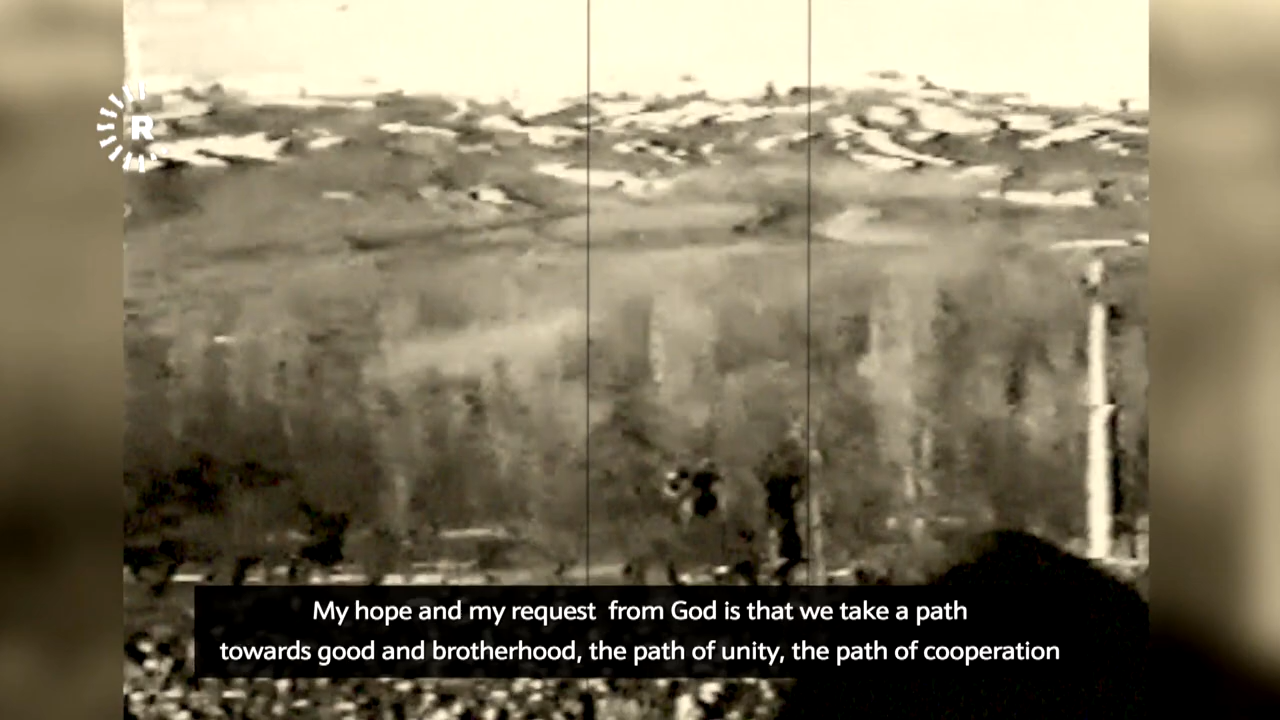 R
My hope and my request from God is that we take a path
towards good and brotherhood, the path of unity, the path of cooperation